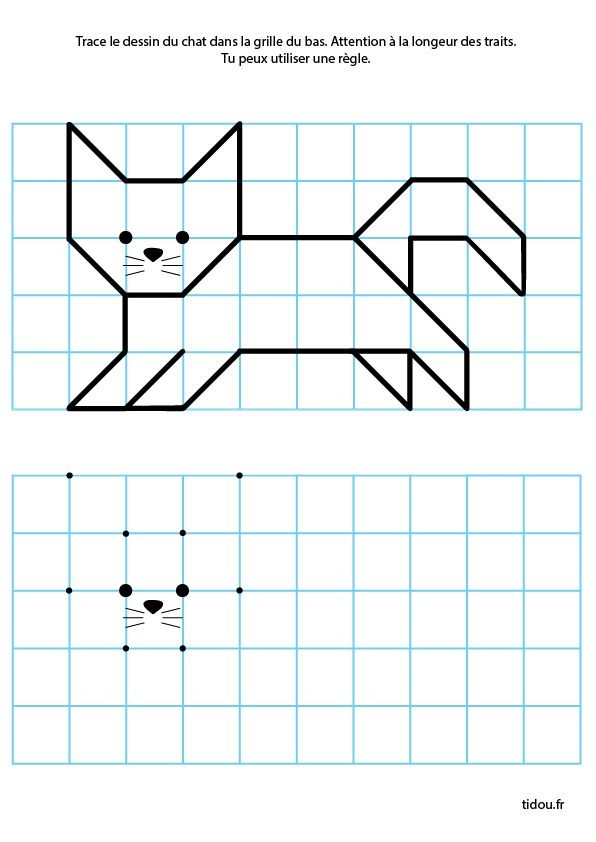 Trace le dessin du chat dans la grille du bas. Attention à la longeur des traits.
Tu peux utiliser une règle.
tidou.fr